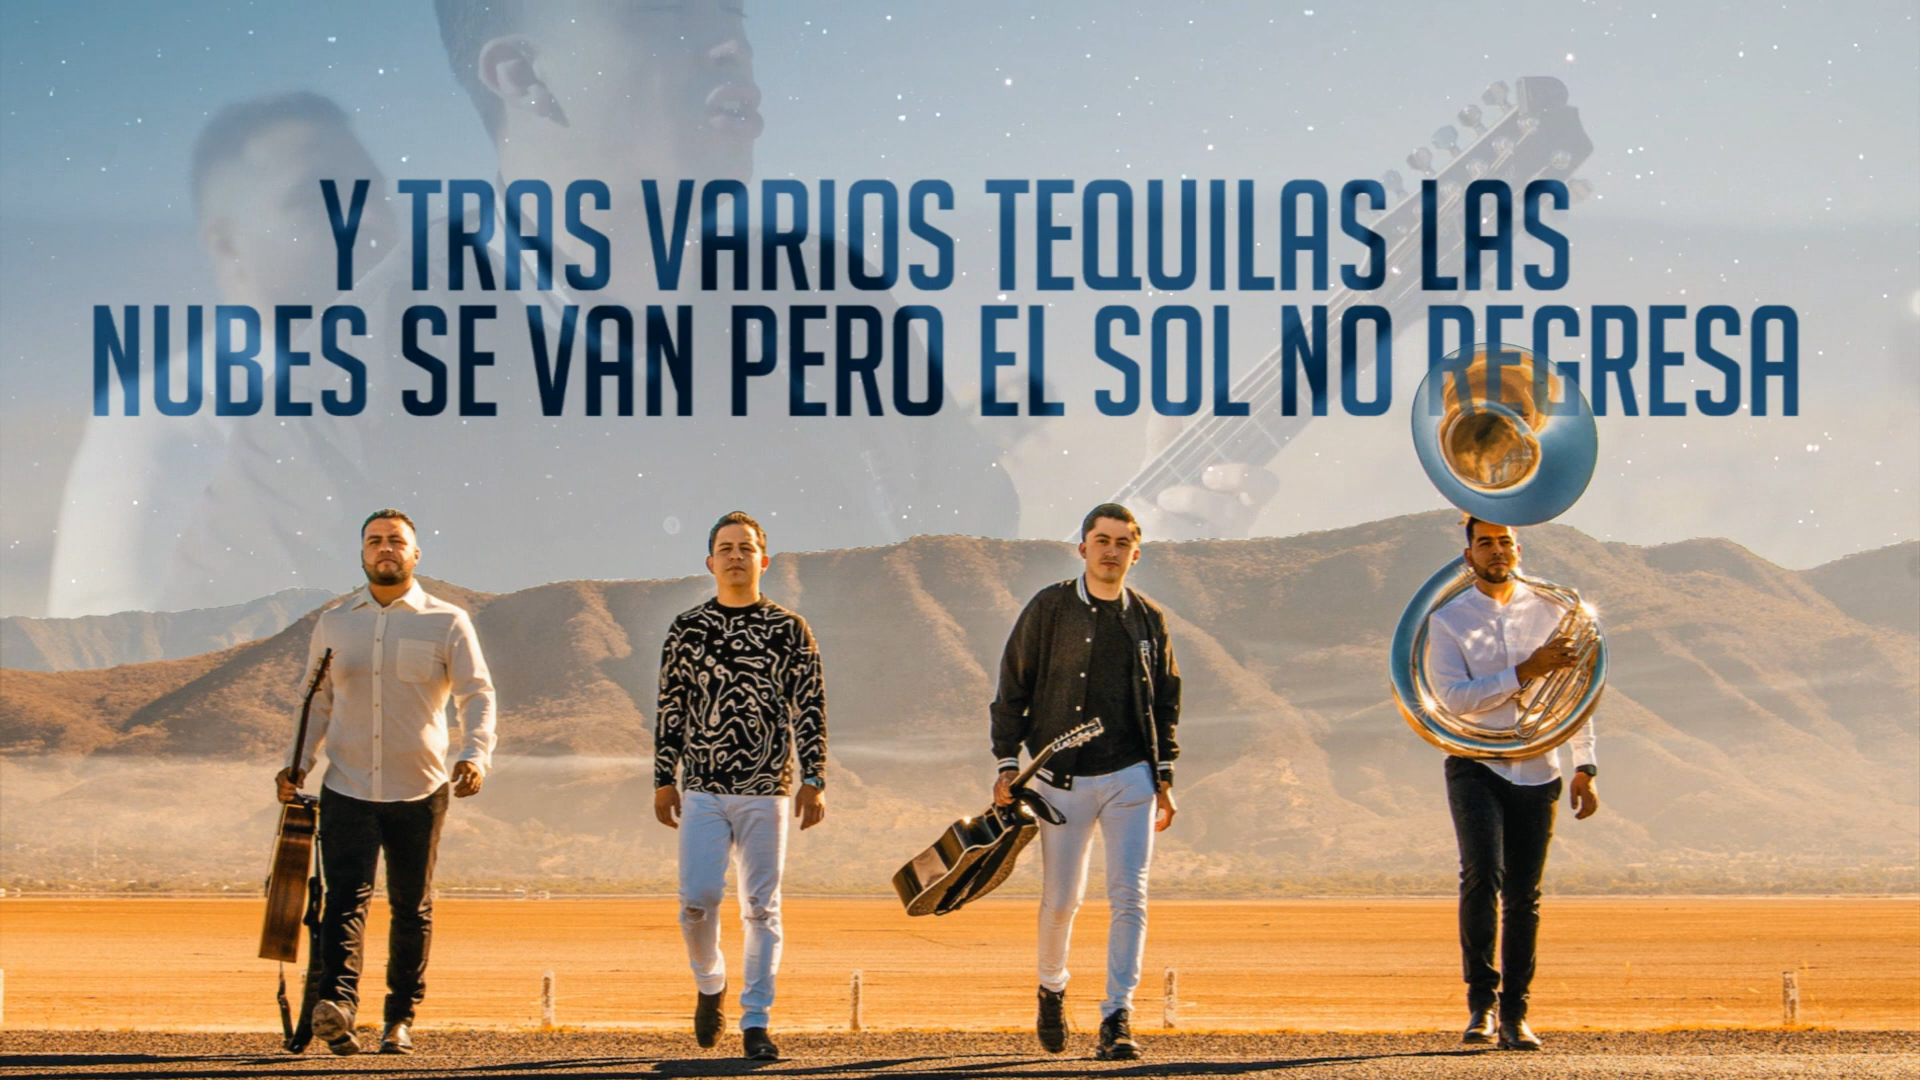 Y TRAS VARIOS TEQUILAS LAS
NUBES SE VAN PERO EL SOL NO REGRESA